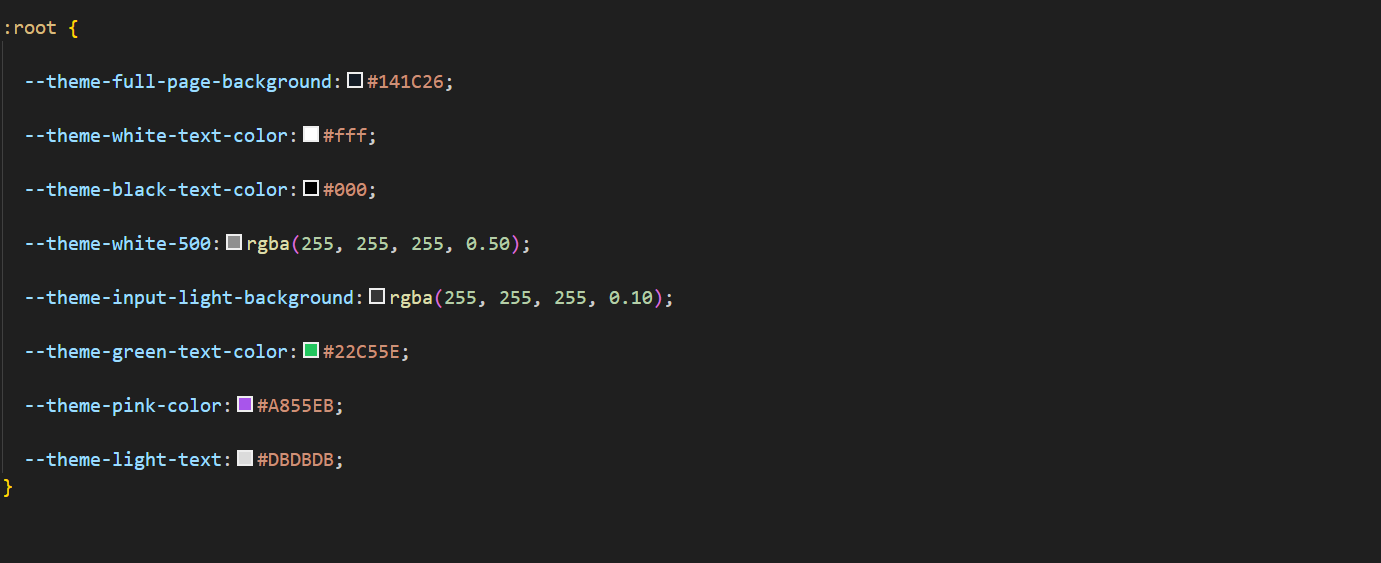 :root {
--theme-full-page-background:#141C26;
--theme-white-text-color:#fff;
--theme-black-text-color:#000;
--theme-white-500:rgba(255, 255, 255, 0.50);
--theme-input-light-background:rgba(255, 255, 255, 0.10);
--theme-green-text-color:#22C55E;
--theme-pink-color:#A855EB;
--theme-light-text:#DBDBDB;
}